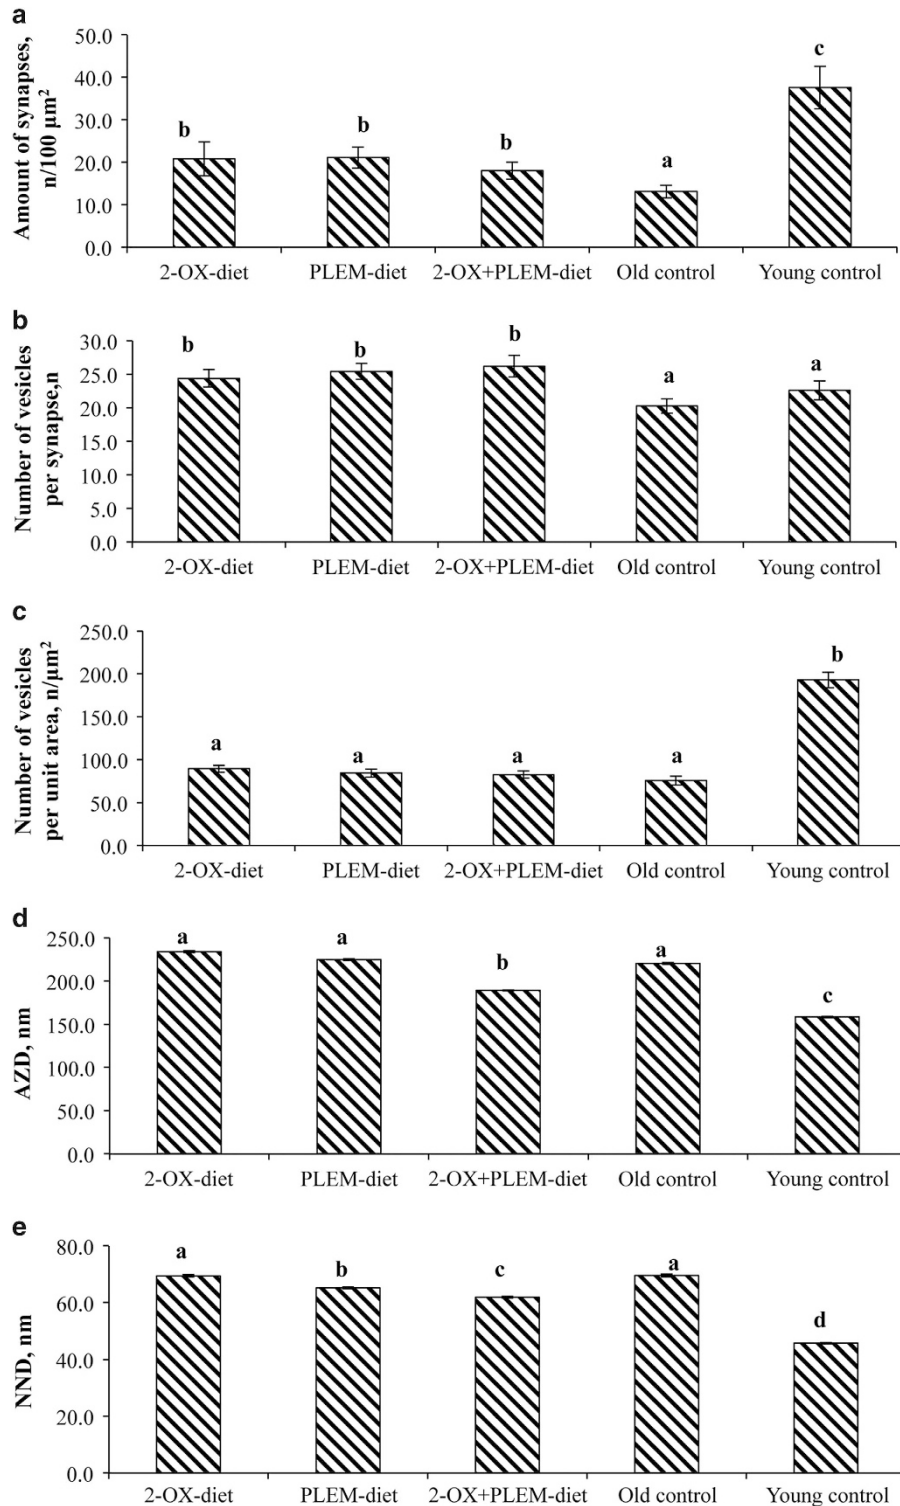 a
Amount of synapses,
n/100 µm²
50.0
40.0
30.0
20.0
10.0
0.0
b
b
b
a
c
2-OX-diet
PLEM-diet
2-OX+PLEM-diet
Old control
Young control
b
Number of vesicles
per synapse,n
30.0
25.0
20.0
15.0
10.0
5.0
0.0
b
b
b
a
a
2-OX-diet
PLEM-diet
2-OX+PLEM-diet
Old control
Young control
c
Number of vesicles
per unit area, n/µm²
250.0
200.0
150.0
100.0
50.0
0.0
a
a
a
a
b
2-OX-diet
PLEM-diet
2-OX+PLEM-diet
Old control
Young control
d
AZD, nm
250.0
200.0
150.0
100.0
50.0
0.0
a
a
b
a
c
2-OX-diet
PLEM-diet
2-OX+PLEM-diet
Old control
Young control
e
NND, nm
80.0
60.0
40.0
20.0
0.0
a
b
c
a
d
2-OX-diet
PLEM-diet
2-OX+PLEM-diet
Old control
Young control